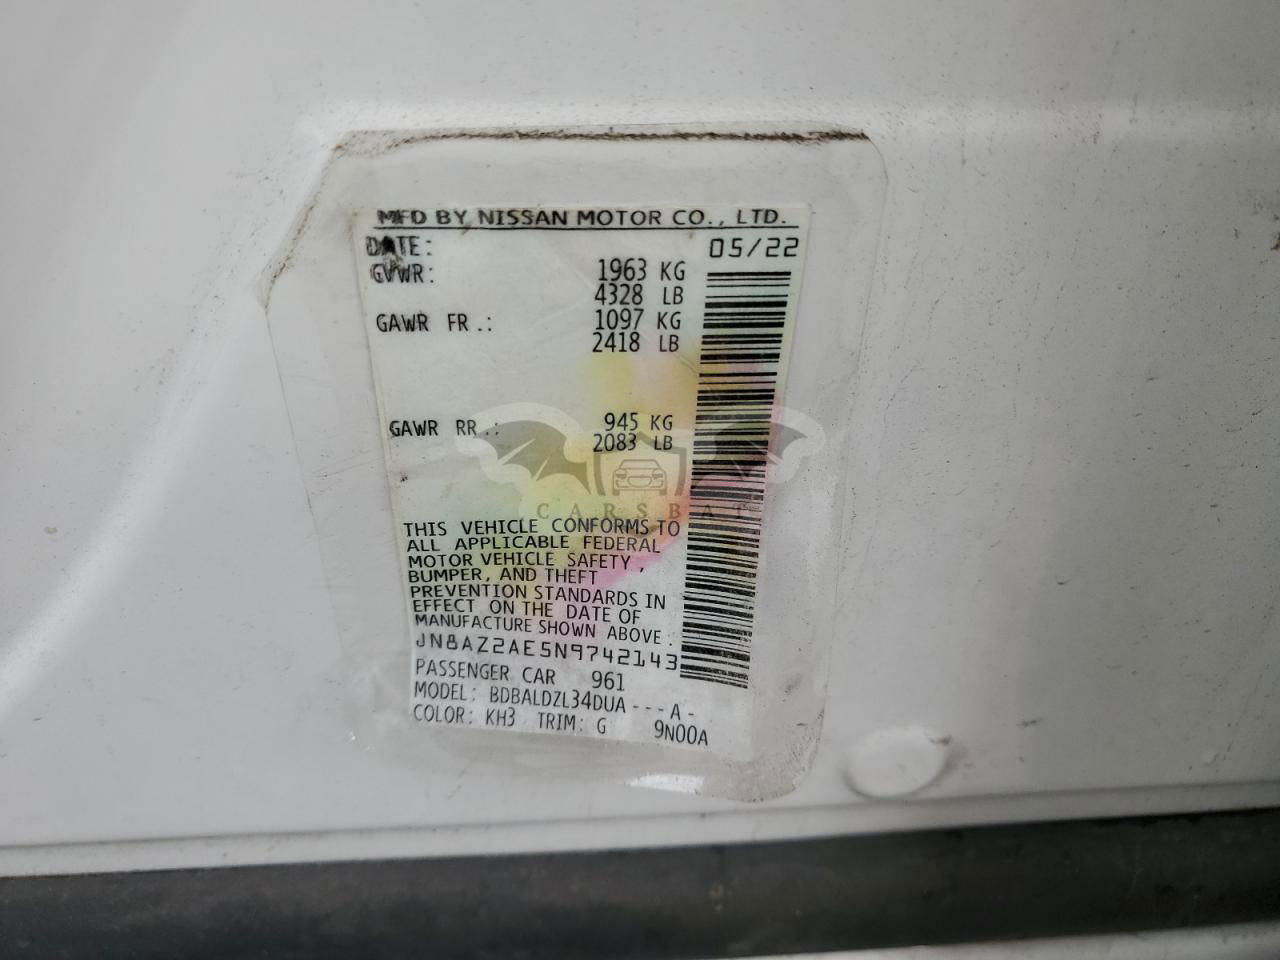 MFD BY NISSAN MOTOR CO., LTD.
DATE: 05/22
GVWR: 1963 KG
4328 LB
GAWR FR.: 1097 KG
2418 LB
GAWR RR.: 945 KG
2083 LB
CARSBAT
THIS VEHICLE CONFORMS TO
ALL APPLICABLE FEDERAL
MOTOR VEHICLE SAFETY,
BUMPER, AND THEFT
PREVENTION STANDARDS IN
EFFECT ON THE DATE OF
MANUFACTURE SHOWN ABOVE:
JN8AZ2AE5N9742143
PASSENGER CAR 961
MODEL: BDBALDZL34DUA---A-
COLOR: KH3 TRIM: G 9N00A